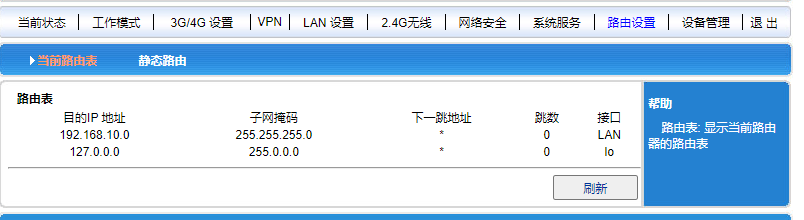 当前状态 工作模式 3G/4G 设置 VPN LAN 设置 2.4G无线 网络安全 系统服务 路由设置 设备管理 退 出
当前路由表 静态路由
路由表
目的IP 地址 子网掩码 下一跳地址 跳数 接口
192.168.10.0 255.255.255.0 * 0 LAN
127.0.0.0 255.0.0.0 * 0 lo
刷新
帮助
路由表: 显示当前路由
器的路由表